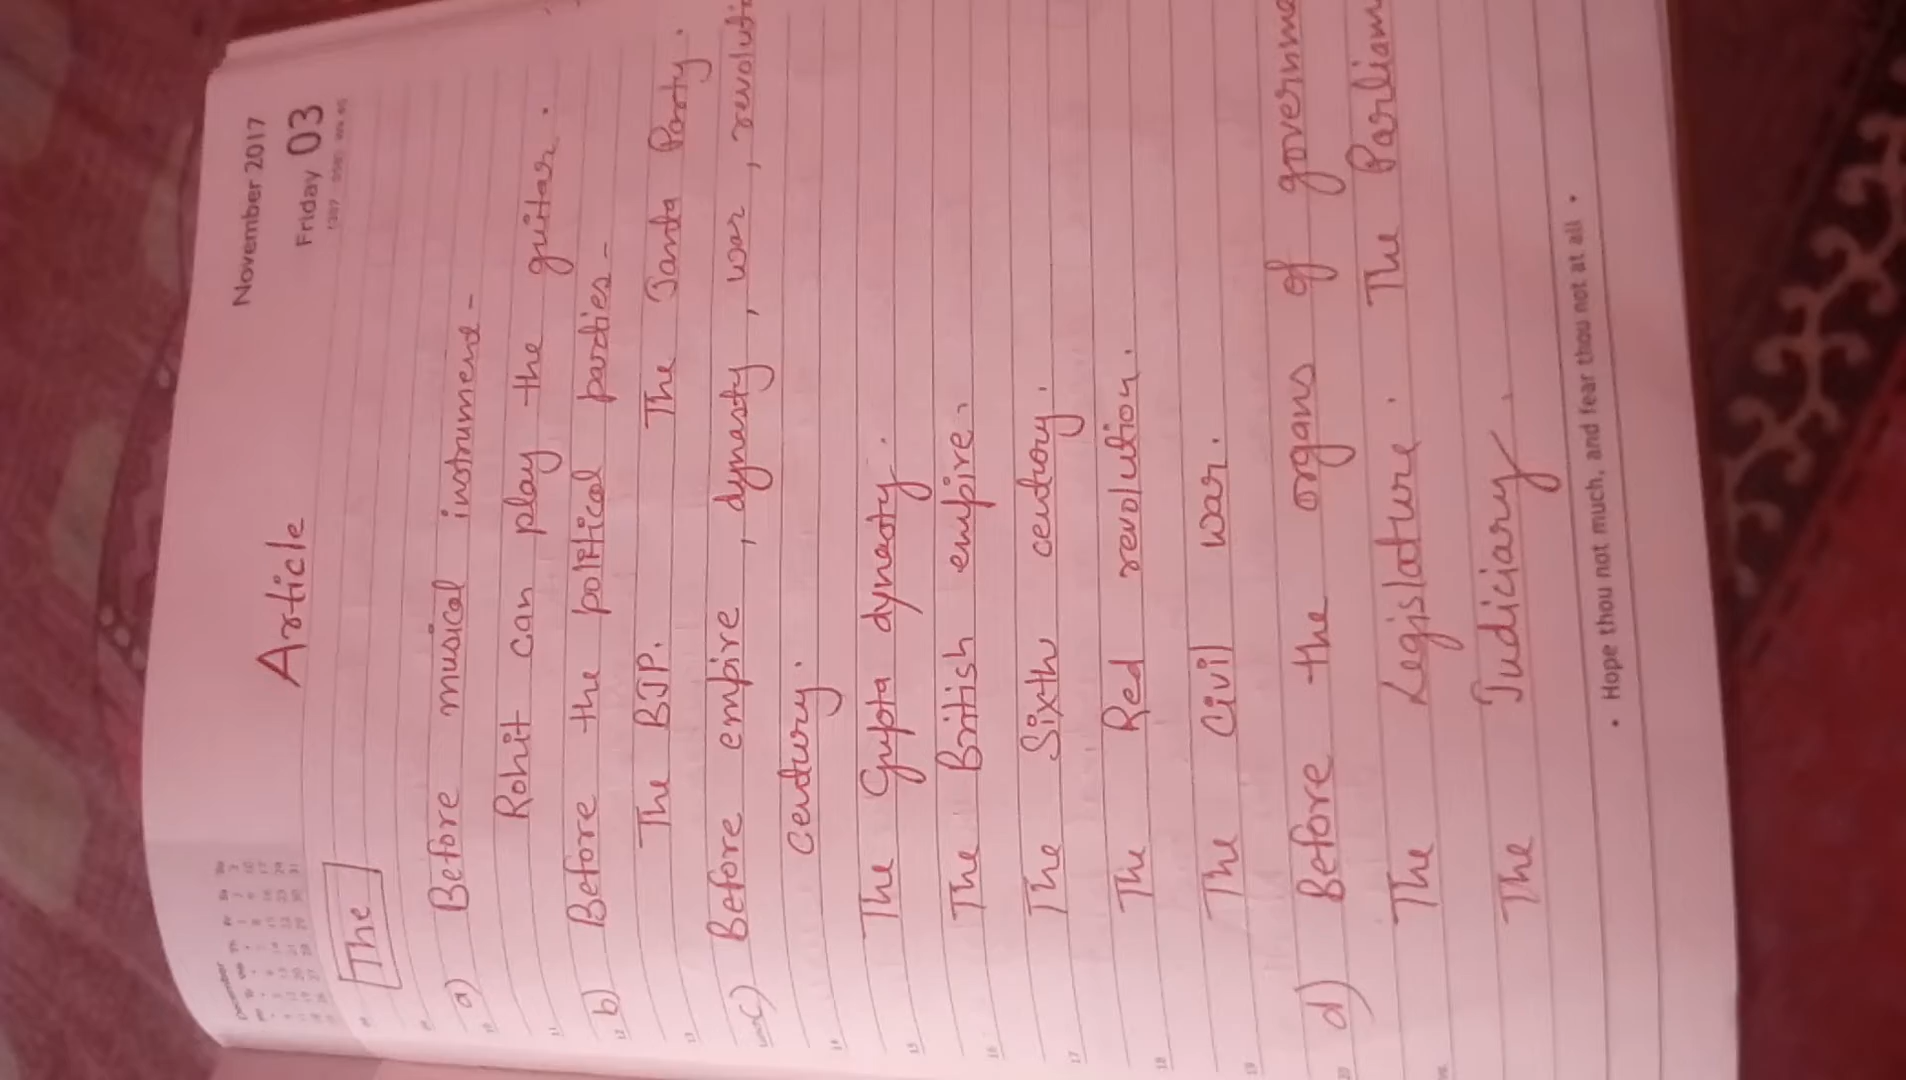 November 2017
Friday 03
December
Article
The
a) Before musical instrument-
Rohit can play the guitar.
b) Before the political parties-
The BJP. The Janta Party.
c) Before empire, dynasty, war,
century.
The Gupta dynasty.
The British empire.
The Sixth century.
The Red revolution.
The Civil war.
d) Before the organs of
The Legislature. The
The Judiciary.
• Hope thou not much, and fear thou not at all •